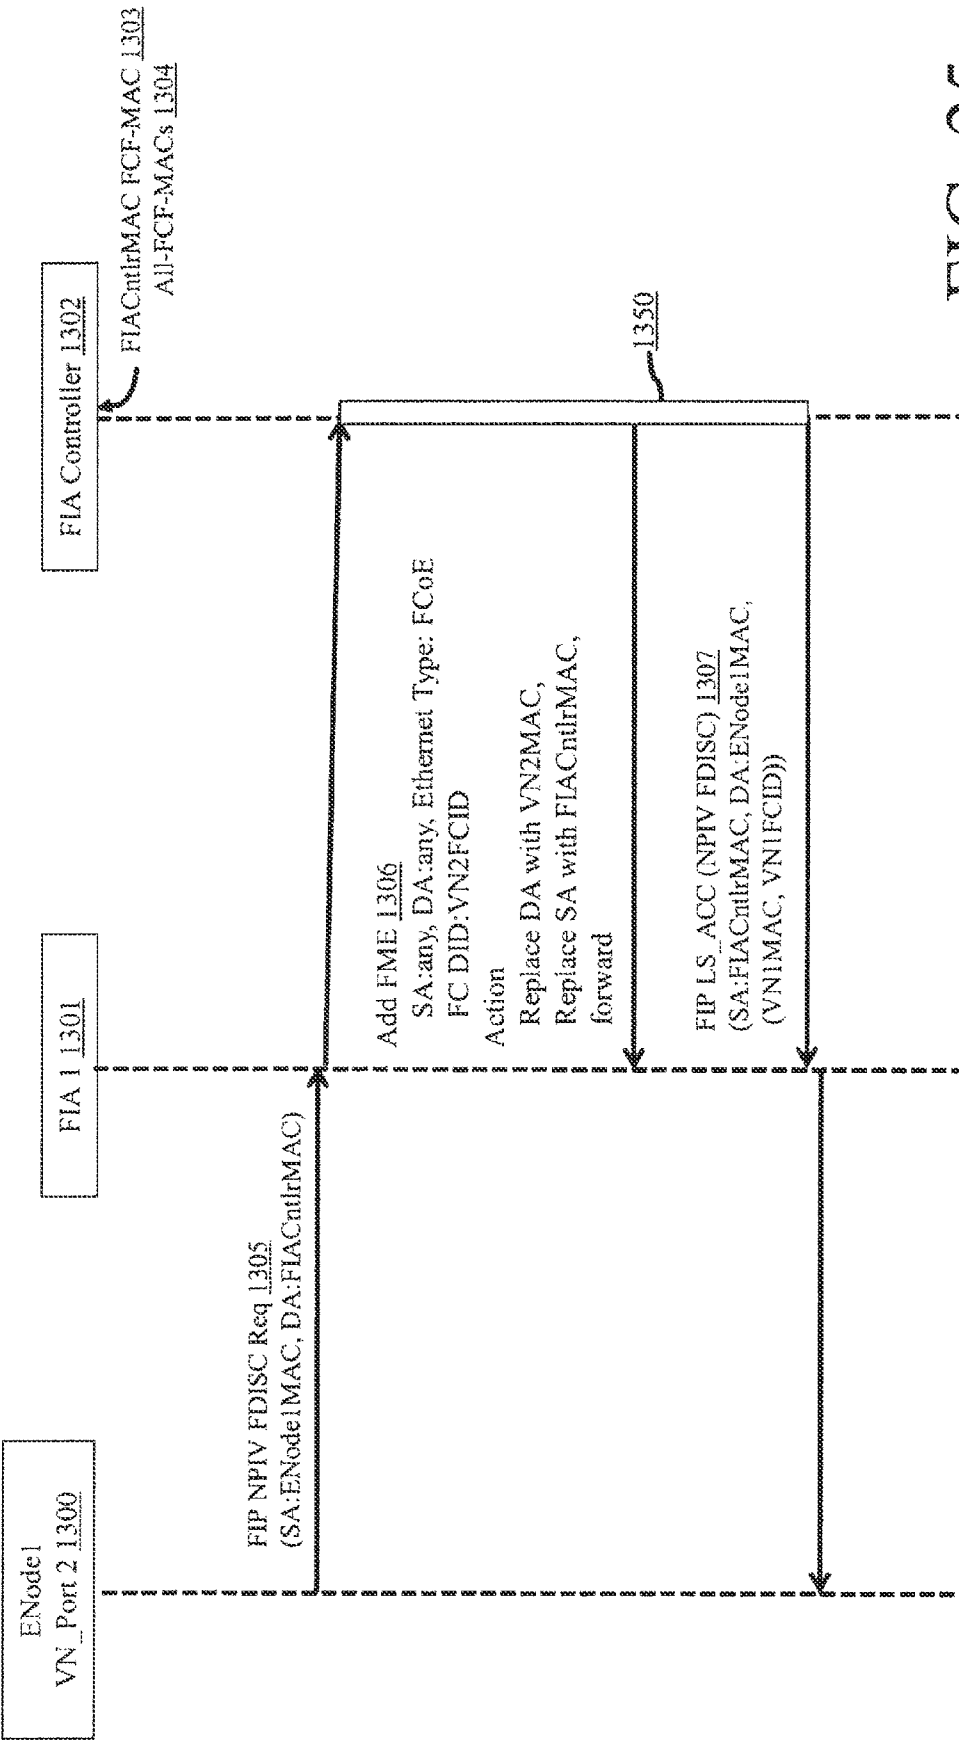 ENode1
VN_Port 2 1300
FIA 1 1301
FIA Controller 1302
FIACntlrMAC FCF-MAC 1303
All-FCF-MACs 1304
FIP NPIV FDISC Req 1305
(SA:ENode1MAC, DA:FIACntlrMAC)
Add FME 1306
SA:any, DA:any, Ethernet Type: FCoE
FC DID:VN2FCID
Action
Replace DA with VN2MAC,
Replace SA with FIACntlrMAC,
forward
1350
FIP LS_ACC (NPIV FDISC) 1307
(SA:FIACntlrMAC, DA:ENode1MAC,
(VN1MAC, VN1FCID))